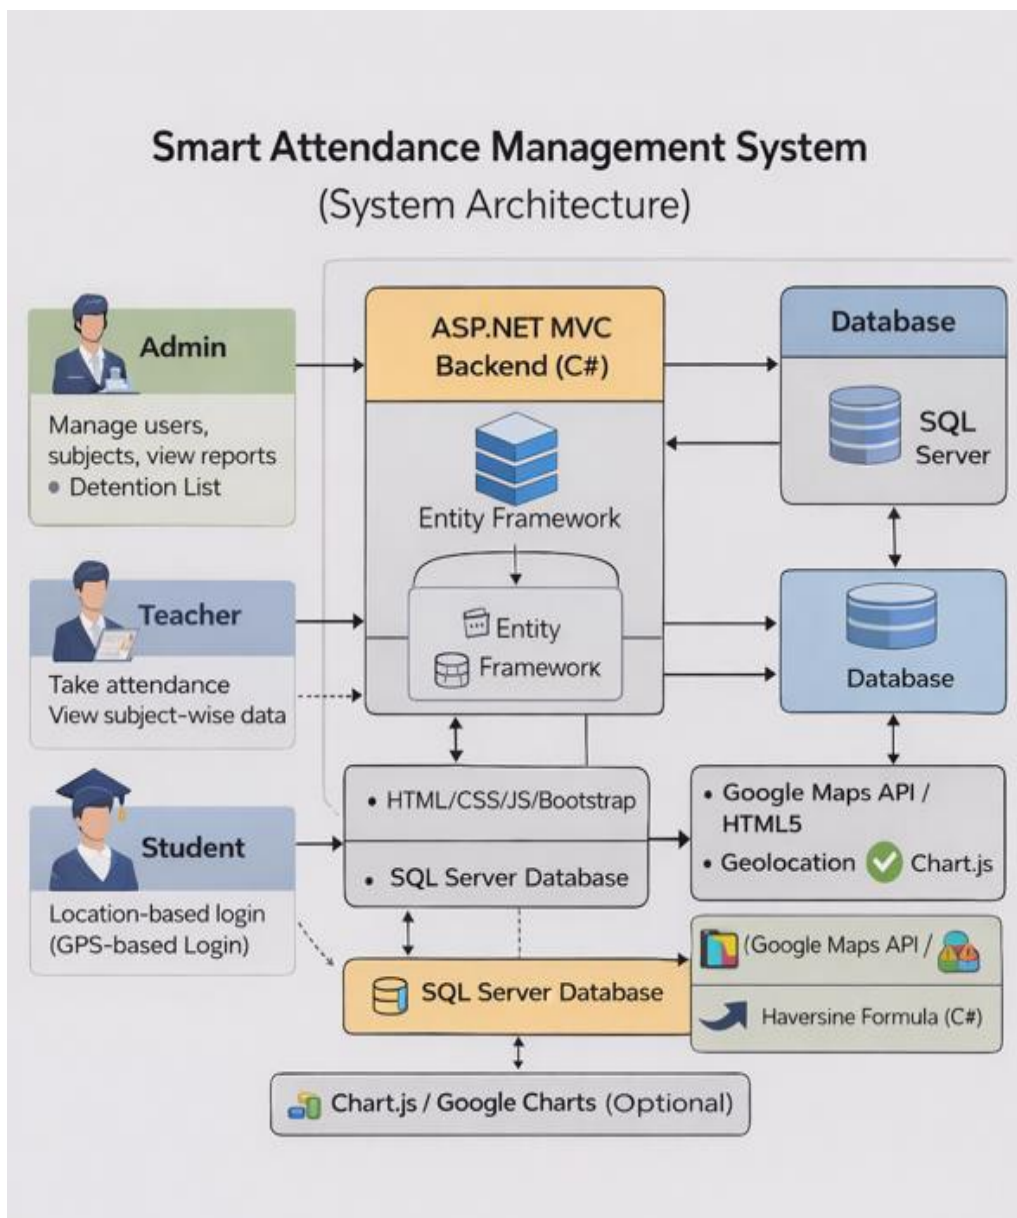 Smart Attendance Management System
(System Architecture)
Admin
Manage users,
subjects, view reports
• Detention List
Teacher
Take attendance
View subject-wise data
Student
Location-based login
(GPS-based Login)
ASP.NET MVC
Backend (C#)
Entity Framework
Entity
Framework
Database
SQL
Server
Database
• HTML/CSS/JS/Bootstrap
• SQL Server Database
• Google Maps API /
HTML5
• Geolocation Chart.js
SQL Server Database
(Google Maps API /
Haversine Formula (C#)
Chart.js / Google Charts (Optional)